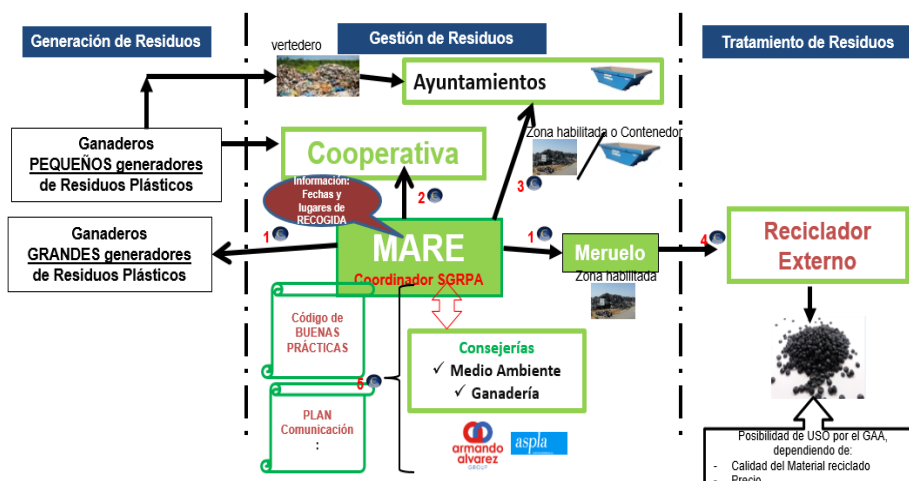 Generación de Residuos
Gestión de Residuos
Tratamiento de Residuos
vertedero
Ayuntamientos
Ganaderos
PEQUEÑOS generadores
de Residuos Plásticos
Cooperativa
Zona habilitada o Contenedor
Información:
Fechas y
lugares de
RECOGIDA
2
3
Ganaderos
GRANDES generadores
de Residuos Plásticos
1
MARE
Coordinador SGRPA
1
Meruelo
Zona habilitada
4
Reciclador
Externo
Código de
BUENAS
PRÁCTICAS
5
PLAN
Comunicación
:
Consejerías
✓ Medio Ambiente
✓ Ganadería
armando
alvarez
GROUP
aspla
Posibilidad de USO por el GAA,
dependiendo de:
- Calidad del Material reciclado
- Precio